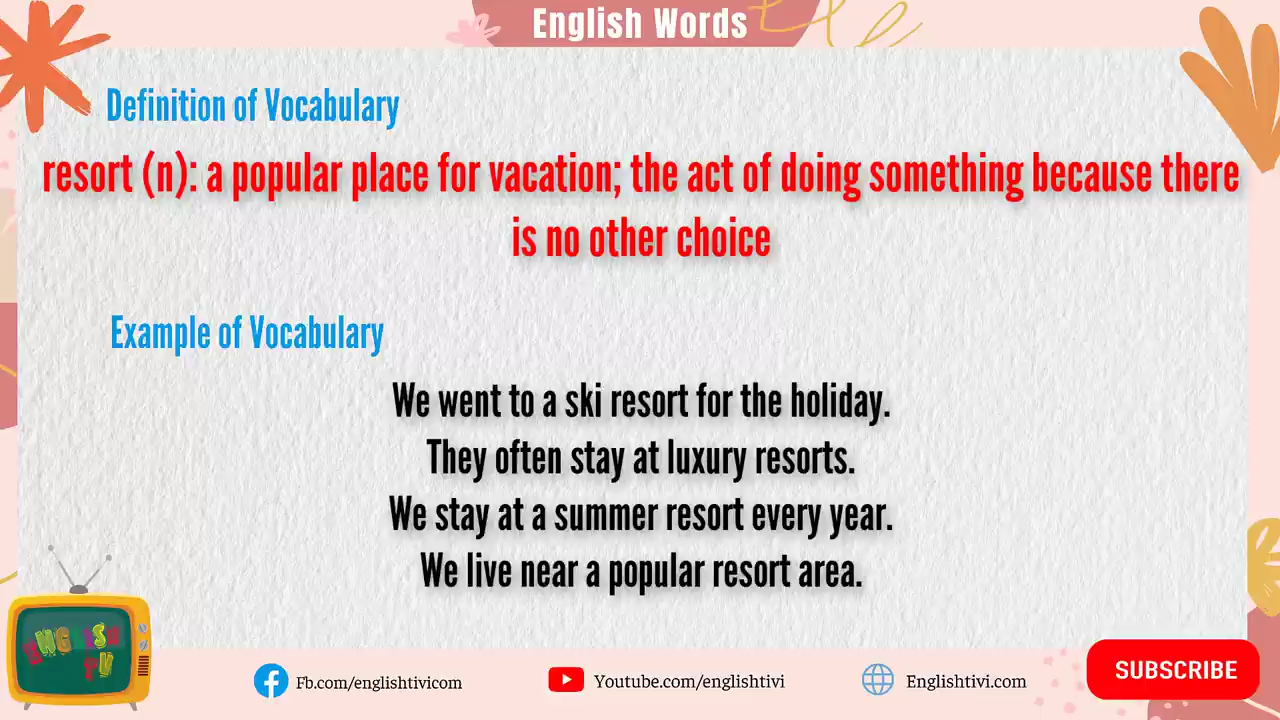 English Words
Definition of Vocabulary
resort (n): a popular place for vacation; the act of doing something because there
is no other choice
Example of Vocabulary
We went to a ski resort for the holiday.
They often stay at luxury resorts.
We stay at a summer resort every year.
We live near a popular resort area.
ENGLISH
TV
Fb.com/englishtivicom
Youtube.com/englishtivi
Englishtivi.com
SUBSCRIBE